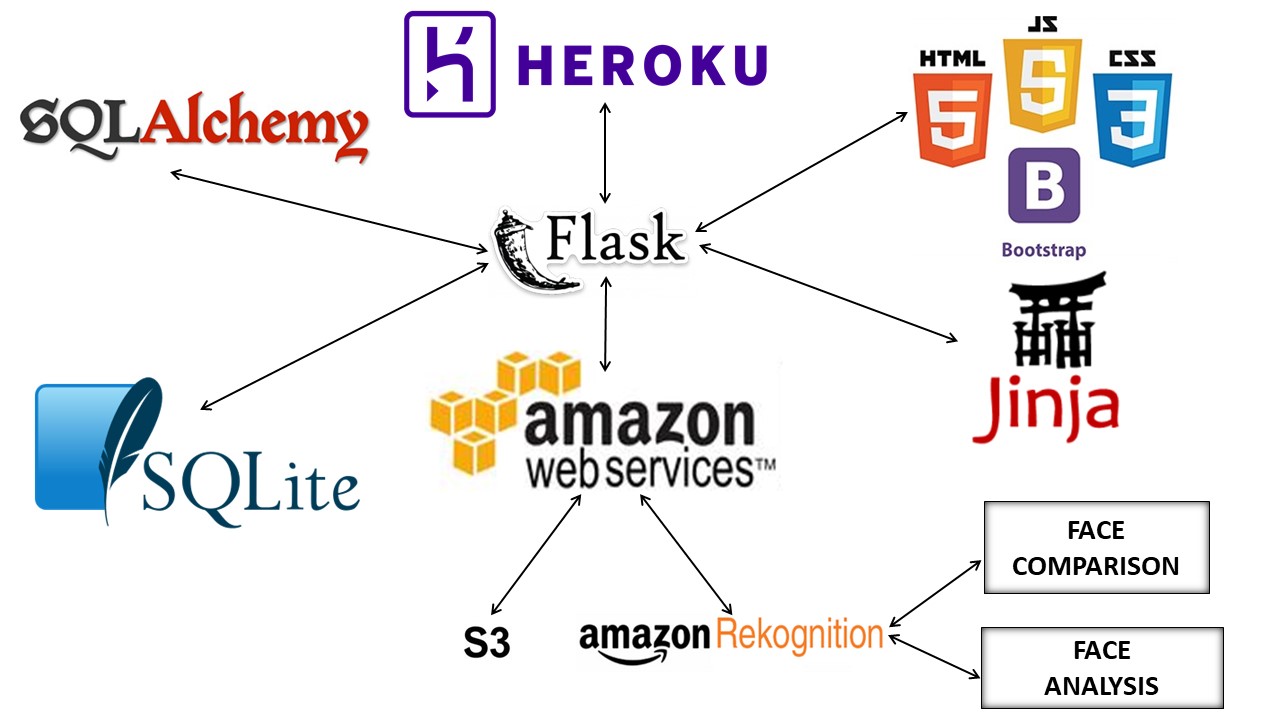 HEROKU
JS
HTML
CSS
5
5
3
SQLAlchemy
B
Bootstrap
Flask
Jinja
amazon
web services™
SQLite
FACE
COMPARISON
S3
amazon Rekognition
FACE
ANALYSIS